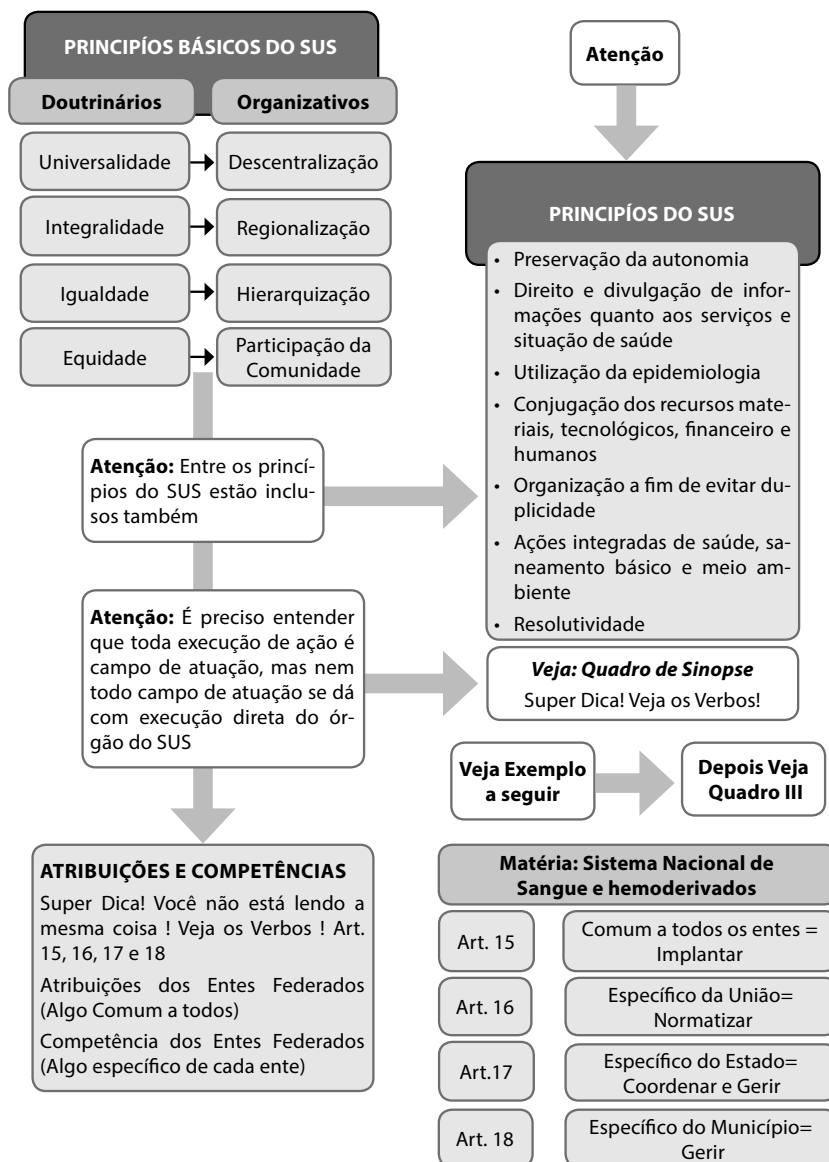 PRINCIPÍOS BÁSICOS DO SUS
Doutrinários
Organizativos
Universalidade
Descentralização
Integralidade
Regionalização
Igualdade
Hierarquização
Equidade
Participação da
Comunidade
Atenção: Entre os princí-
pios do SUS estão inclu-
sos também
Atenção: É preciso entender
que toda execução de ação é
campo de atuação, mas nem
todo campo de atuação se dá
com execução direta do ór-
gão do SUS
ATRIBUIÇÕES E COMPETÊNCIAS
Super Dica! Você não está lendo a
mesma coisa ! Veja os Verbos ! Art.
15, 16, 17 e 18
Atribuições dos Entes Federados
(Algo Comum a todos)
Competência dos Entes Federados
(Algo específico de cada ente)
Atenção
PRINCIPÍOS DO SUS
• Preservação da autonomia
• Direito e divulgação de infor-
mações quanto aos serviços e
situação de saúde
• Utilização da epidemiologia
• Conjugação dos recursos mate-
riais, tecnológicos, financeiro e
humanos
• Organização a fim de evitar du-
plicidade
• Ações integradas de saúde, sa-
neamento básico e meio am-
biente
• Resolutividade
Veja: Quadro de Sinopse
Super Dica! Veja os Verbos!
Veja Exemplo
a seguir
Depois Veja
Quadro III
Matéria: Sistema Nacional de
Sangue e hemoderivados
Art. 15
Comum a todos os entes =
Implantar
Art. 16
Específico da União=
Normatizar
Art.17
Específico do Estado=
Coordenar e Gerir
Art. 18
Específico do Município=
Gerir